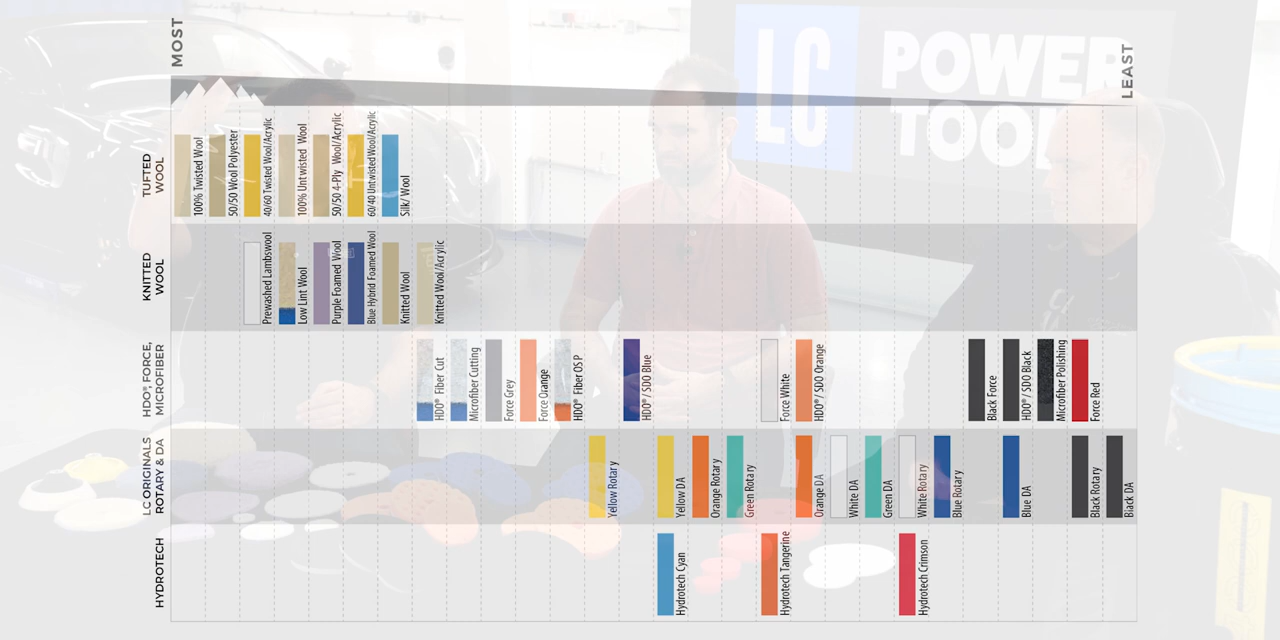 MOST
LEAST
LC
POWER
TOOL
TUFTED
WOOL
100% Twisted Wool
50/50 Wool Polyester
40/60 Twisted Wool/Acrylic
100% Untwisted Wool
50/50 4-Ply Wool/Acrylic
60/40 Untwisted Wool/Acrylic
Silk/ Wool
KNITTED
WOOL
Prewashed Lambswool
Low Lint Wool
Purple Foamed Wool
Blue Hybrid Foamed Wool
Knitted Wool
Knitted Wool/Acrylic
HDO®, FORCE,
MICROFIBER
HDO® Fiber Cut
Microfiber Cutting
Force Grey
Force Orange
HDO® Fiber OSP
HDO® / SDO Blue
Force White
HDO® / SDO Orange
Black Force
HDO® / SDO Black
Microfiber Polishing
Force Red
LC ORIGINALS
ROTARY & DA
Yellow Rotary
Yellow DA
Orange Rotary
Green Rotary
Orange DA
White DA
Green DA
White Rotary
Blue Rotary
Blue DA
Black Rotary
Black DA
HYDROTECH
Hydrotech Cyan
Hydrotech Tangerine
Hydrotech Crimson